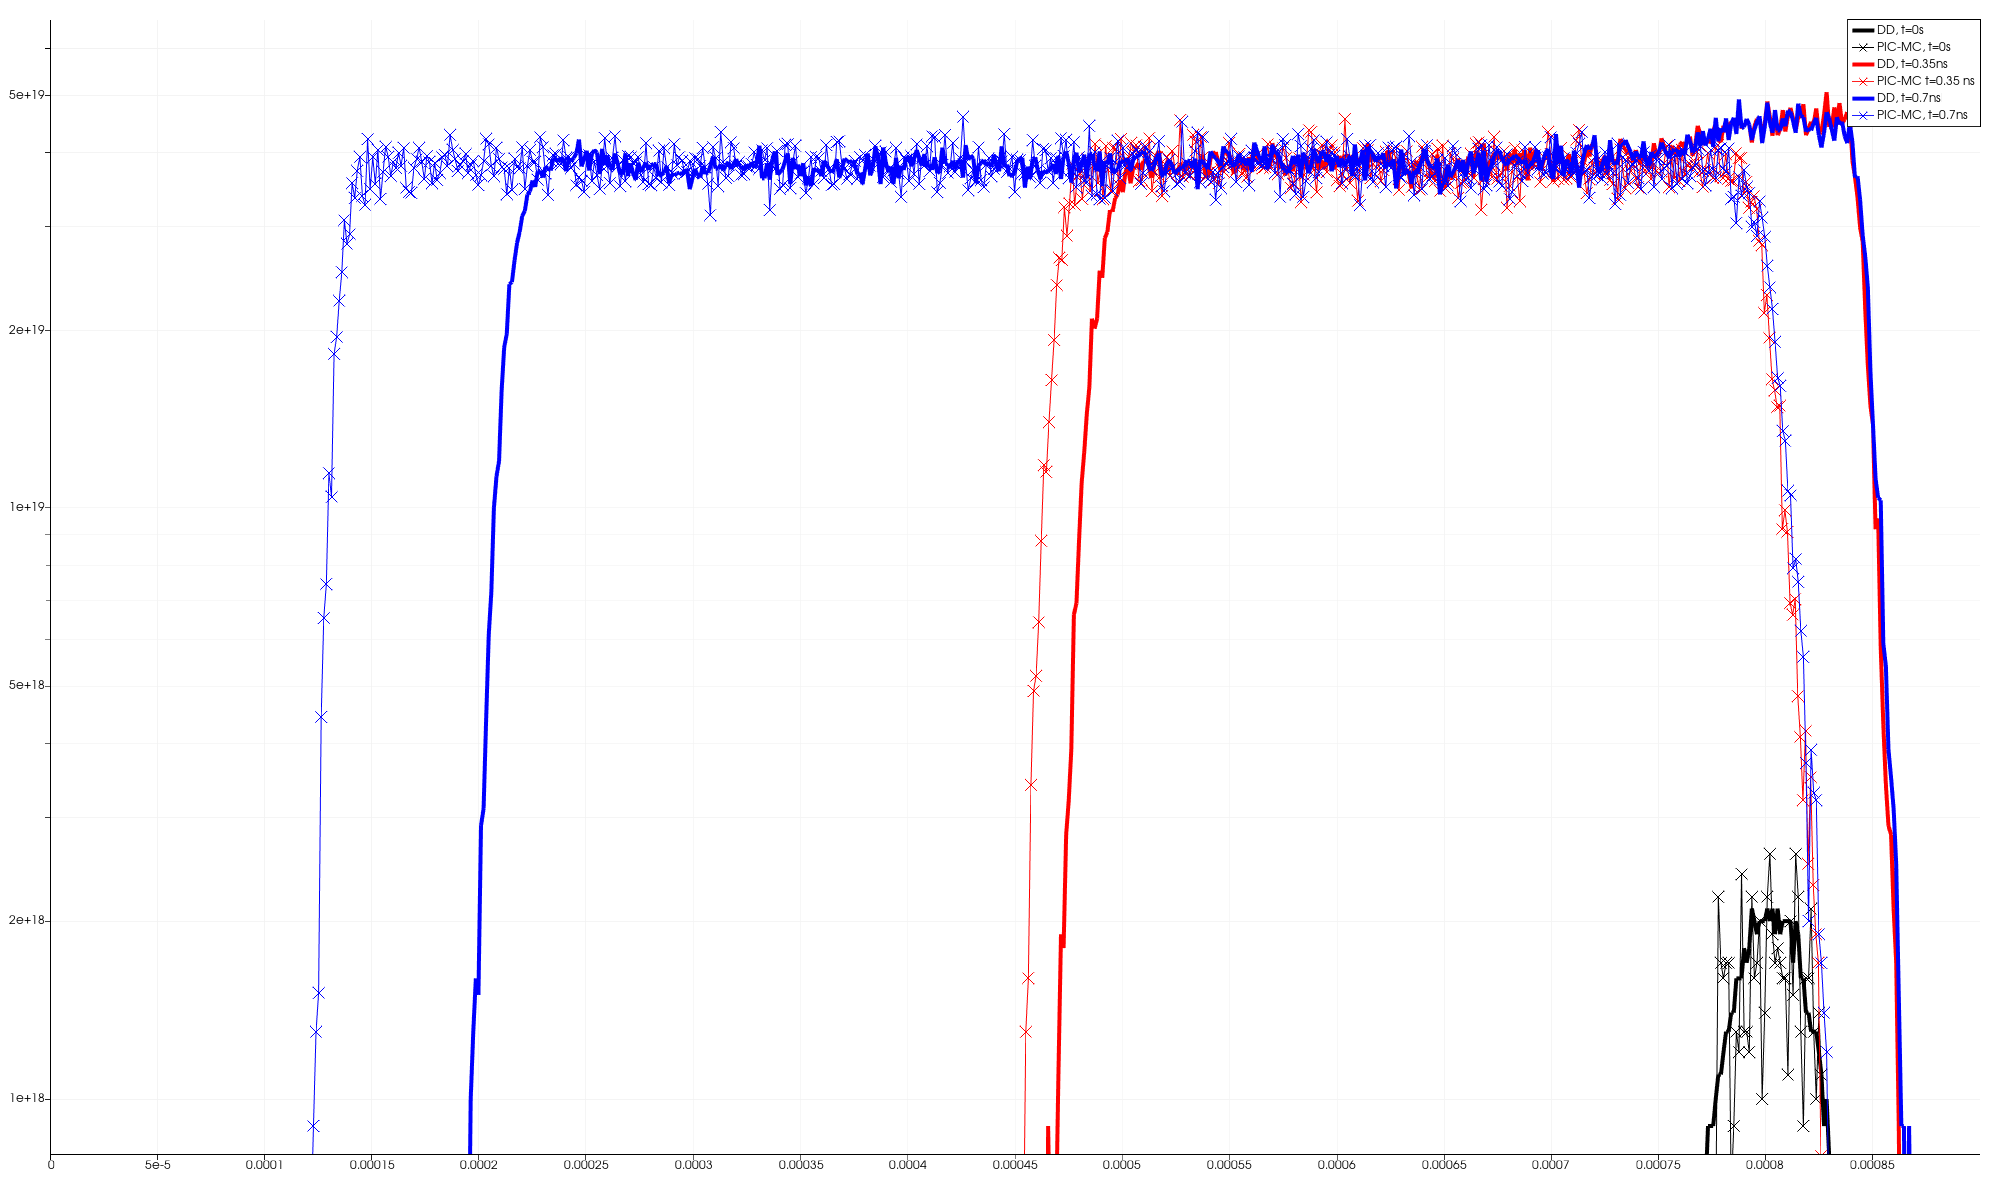 DD, t=0s
PIC-MC, t=0s
DD, t=0.35ns
PIC-MC t=0.35 ns
DD, t=0.7ns
PIC-MC, t=0.7ns
5e+19
2e+19
1e+19
5e+18
2e+18
1e+18
0 5e-5 0.0001 0.00015 0.0002 0.00025 0.0003 0.00035 0.0004 0.00045 0.0005 0.00055 0.0006 0.00065 0.0007 0.00075 0.0008 0.00085